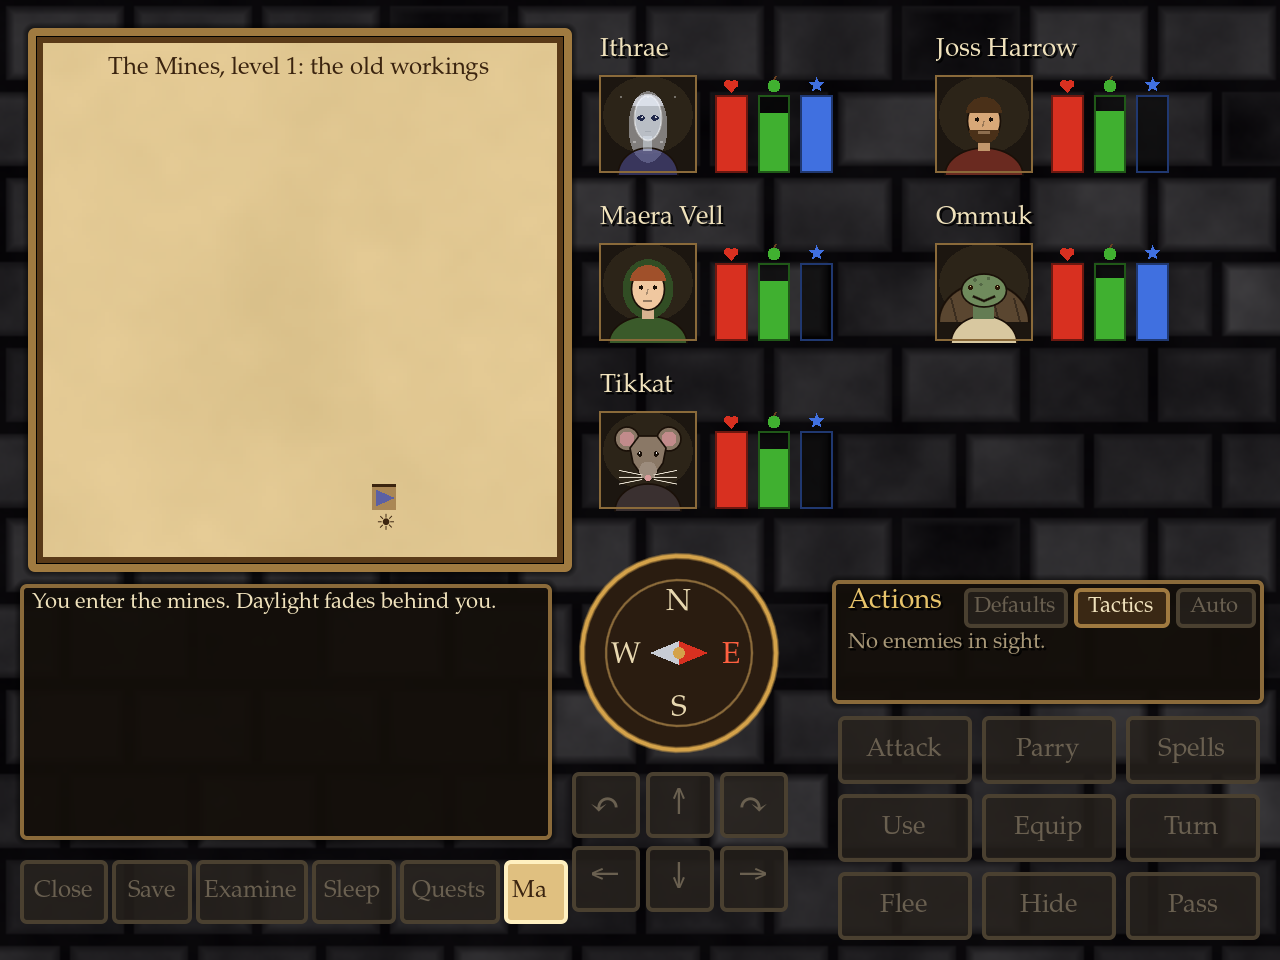 The Mines, level 1: the old workings
Ithrae
Joss Harrow
Maera Vell
Ommuk
Tikkat
You enter the mines. Daylight fades behind you.
N
W
E
S
Actions
Defaults
Tactics
Auto
No enemies in sight.
Attack
Parry
Spells
Use
Equip
Turn
Flee
Hide
Pass
Close
Save
Examine
Sleep
Quests
Ma